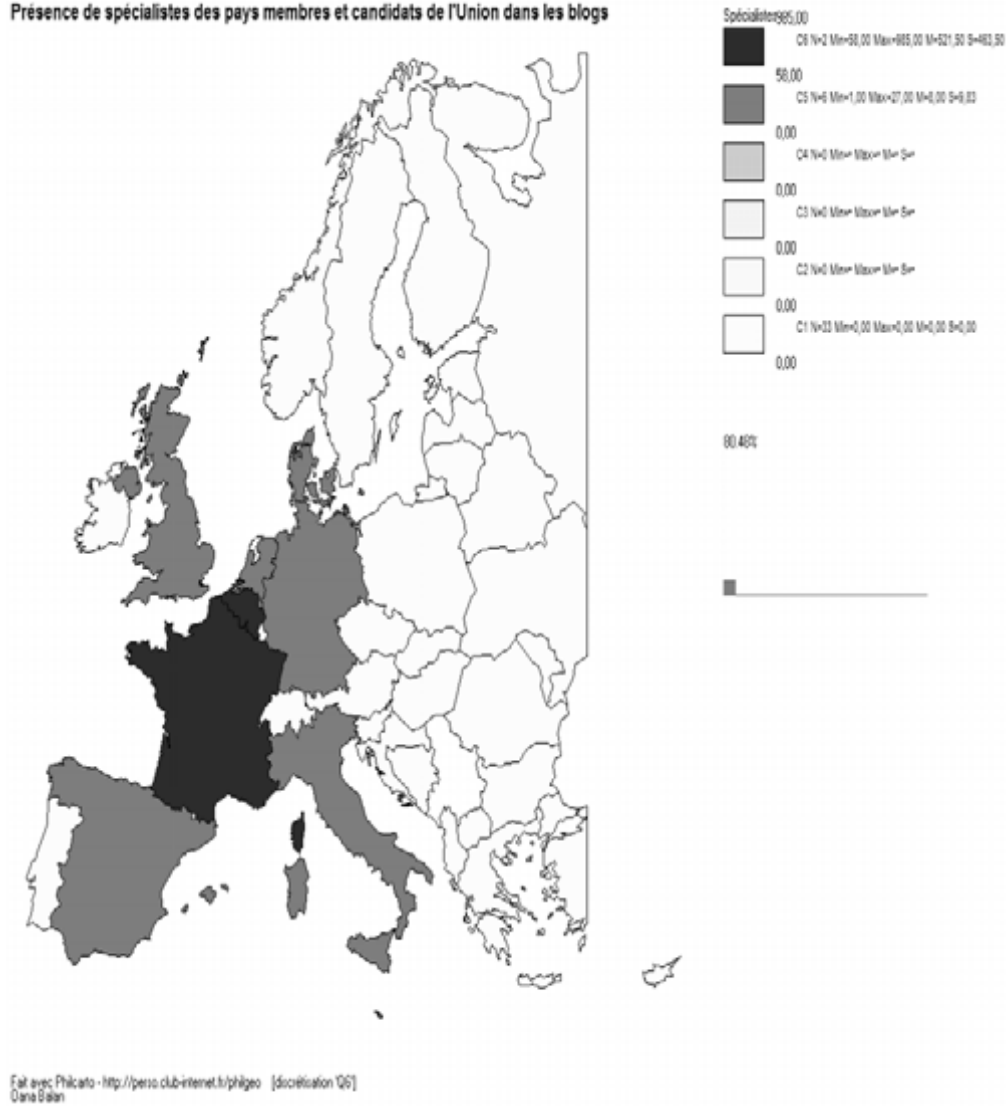 Présence de spécialistes des pays membres et candidats de l'Union dans les blogs
Spécialistes 985,00
C6 N=2 Min=58,00 Max=985,00 M=521,50 S=463,50
58,00
C5 N=6 Min=1,00 Max=27,00 M=8,00 S=9,83
0,00
C4 N=0 Min= Max= M= S=
0,00
C3 N=0 Min= Max= M= S=
0,00
C2 N=0 Min= Max= M= S=
0,00
C1 N=33 Min=0,00 Max=0,00 M=0,00 S=0,00
0,00
80.48%
Fait avec Philcarto - http://perso.club-internet.fr/philgeo [discrétisation 'Q6']
Dana Balan